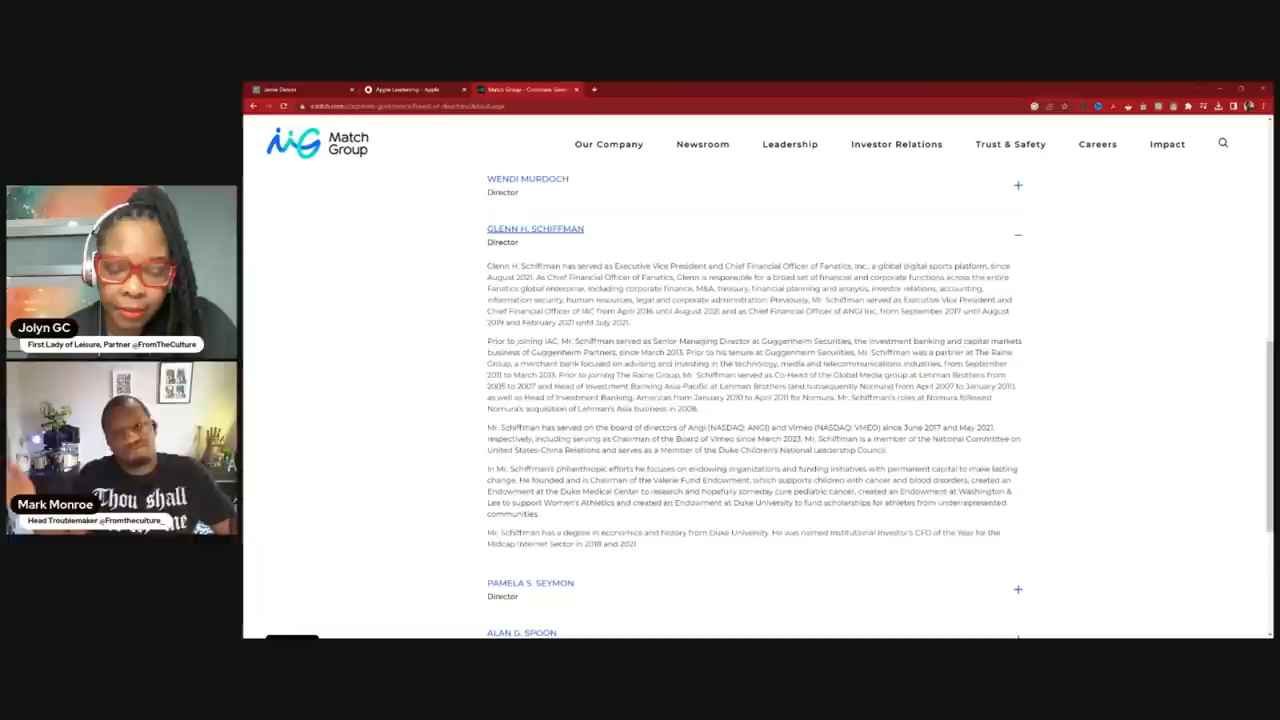 Jamie Dimon
Apple Leadership - Apple
Match Group - Corporate Gover
Match
Group
Our Company
Newsroom
Leadership
Investor Relations
Trust & Safety
Careers
Impact
WENDI MURDOCH
Director
GLENN H. SCHIFFMAN
Director
Glenn H. Schiffman has served as Executive Vice President and Chief Financial Officer of Fanatics, Inc., a global digital sports platform, since
August 2021. As Chief Financial Officer of Fanatics, Glenn is responsible for a broad set of financial and corporate functions across the entire
Fanatics global enterprise, including corporate finance, M&A, treasury, financial planning and analysis, investor relations, accounting,
information security, human resources, legal and corporate administration. Previously, Mr. Schiffman served as Executive Vice President and
Chief Financial Officer of IAC from April 2016 until August 2021 and as Chief Financial Officer of ANGI Inc, from September 2017 until August
2019 and February 2021 until July 2021.
Prior to joining IAC, Mr. Schiffman served as Senior Managing Director at Guggenheim Securities, the investment banking and capital markets
business of Guggenheim Partners, since March 2013. Prior to his tenure at Guggenheim Securities, Mr. Schiffman was a partner at The Raine
Group, a merchant bank focused on advising and investing in the technology, media and telecommunications industries, from September
2011 to March 2013. Prior to joining The Raine Group, Mr. Schiffman served as Co-Head of the Global Media group at Lehman Brothers from
2005 to 2007 and Head of Investment Banking Asia-Pacific at Lehman Brothers (and subsequently Nomura) from April 2007 to January 2010,
as well as Head of Investment Banking, Americas from January 2010 to April 2011 for Nomura. Mr. Schiffman's roles at Nomura followed
Nomura's acquisition of Lehman's Asia business in 2008.
Mr. Schiffman has served on the board of directors of Angi (NASDAQ: ANGI) and Vimeo (NASDAQ: VMEO) since June 2017 and May 2021,
respectively, including serving as Chairman of the Board of Vimeo since March 2023. Mr. Schiffman is a member of the National Committee on
United States-China Relations and serves as a Member of the Duke Children's National Leadership Council.
In Mr. Schiffman's philanthropic efforts he focuses on endowing organizations and funding initiatives with permanent capital to make lasting
change. He founded and is Chairman of the Valerie Fund Endowment, which supports children with cancer and blood disorders, created an
Endowment at the Duke Medical Center to research and hopefully someday cure pediatric cancer, created an Endowment at Washington &
Lee to support Women's Athletics and created an Endowment at Duke University to fund scholarships for athletes from underrepresented
communities.
Mr. Schiffman has a degree in economics and history from Duke University. He was named Institutional Investor's CFO of the Year for the
Midcap Internet Sector in 2018 and 2021
PAMELA S. SEYMON
Director
ALAN G. SPOON
Jolyn GC
First Lady of Leisure, Partner @FromTheCulture
Thou shall
Mark Monroe
Head Troublemaker @Fromtheculture_